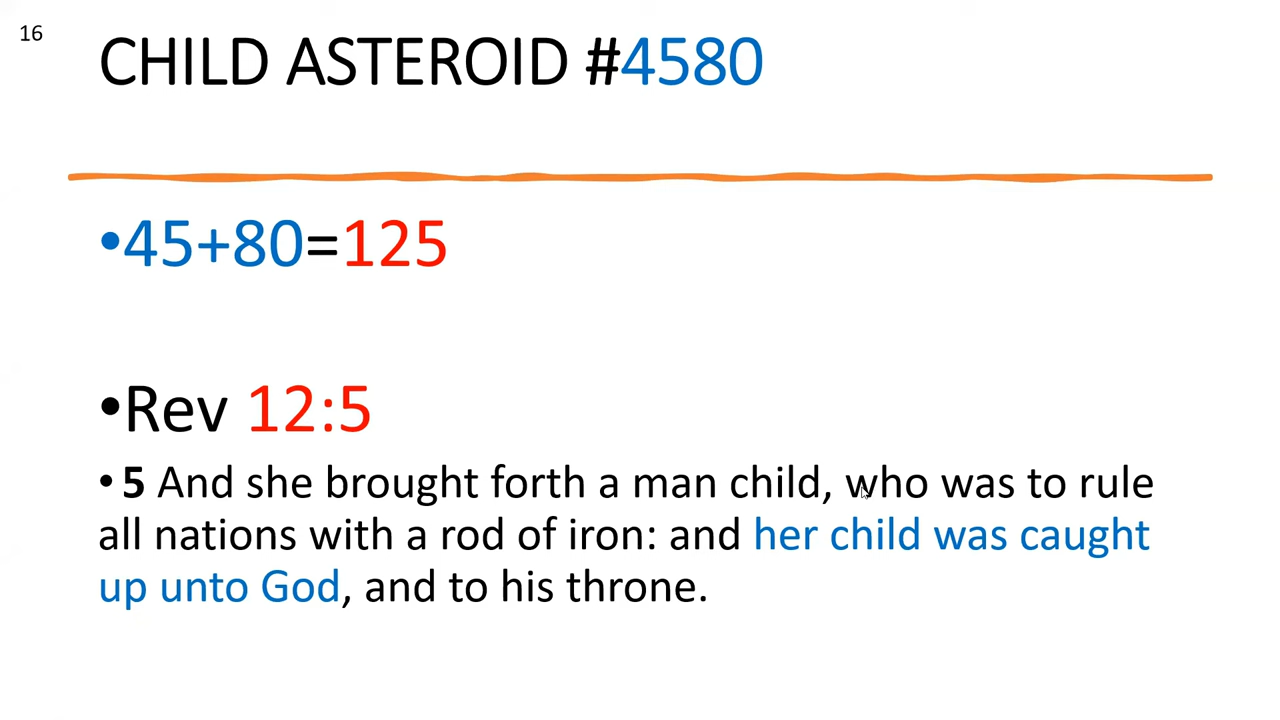 16
CHILD ASTEROID #4580
•45+80=125
•Rev 12:5
• 5 And she brought forth a man child, who was to rule
all nations with a rod of iron: and her child was caught
up unto God, and to his throne.